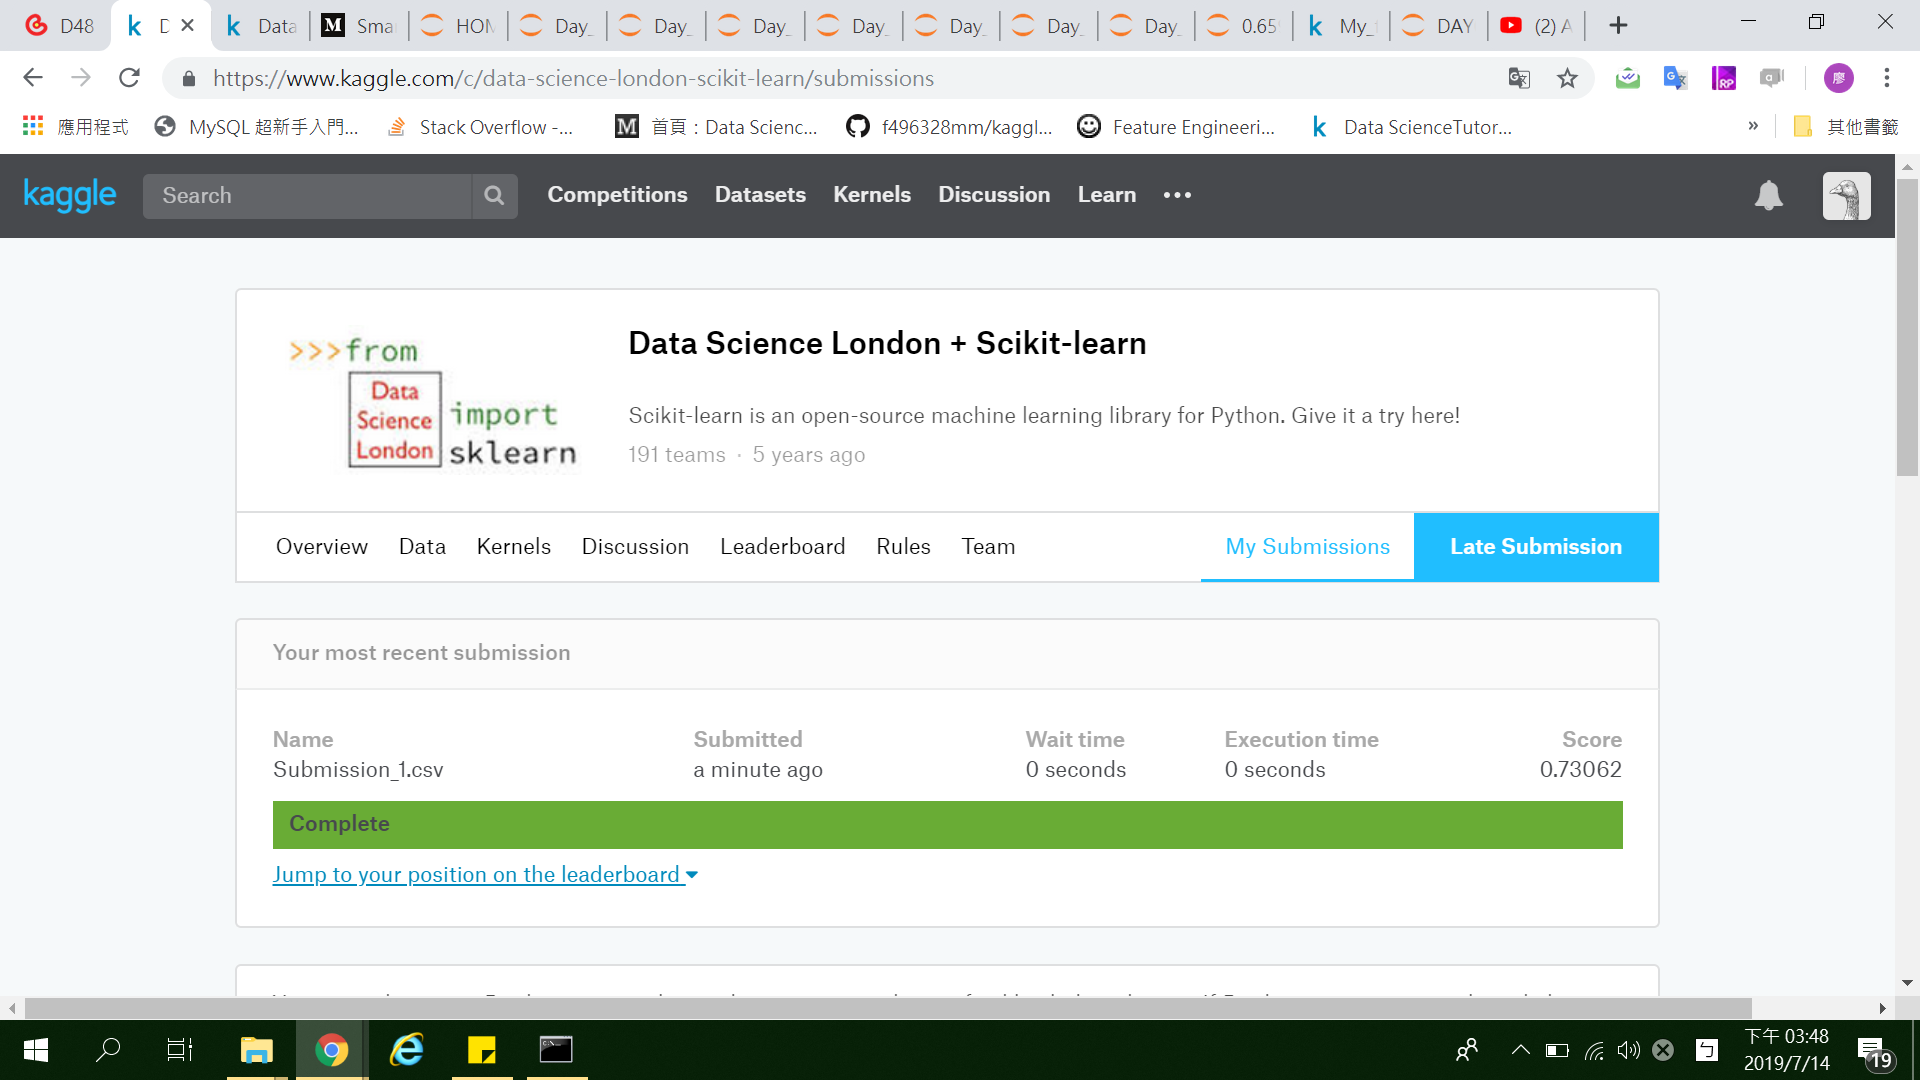 D48
D
Data
M Smar
HOM
Day_
Day_
Day_
Day_
Day_
Day_
Day_
0.659
My_
DAY
(2) A
https://www.kaggle.com/c/data-science-london-scikit-learn/submissions
RP
廖
應用程式
MySQL 超新手入門...
Stack Overflow -...
M 首頁：Data Scienc...
f496328mm/kaggl...
Feature Engineeri...
k Data ScienceTutor...
»
其他書籤
kaggle
Search
Competitions
Datasets
Kernels
Discussion
Learn
•••
>>>from
Data
Science
London
import
sklearn
Data Science London + Scikit-learn
Scikit-learn is an open-source machine learning library for Python. Give it a try here!
191 teams · 5 years ago
Overview
Data
Kernels
Discussion
Leaderboard
Rules
Team
My Submissions
Late Submission
Your most recent submission
Name Submitted Wait time Execution time Score
Submission_1.csv a minute ago 0 seconds 0 seconds 0.73062
Complete
Jump to your position on the leaderboard
ㄅ
下午 03:48
2019/7/14
19